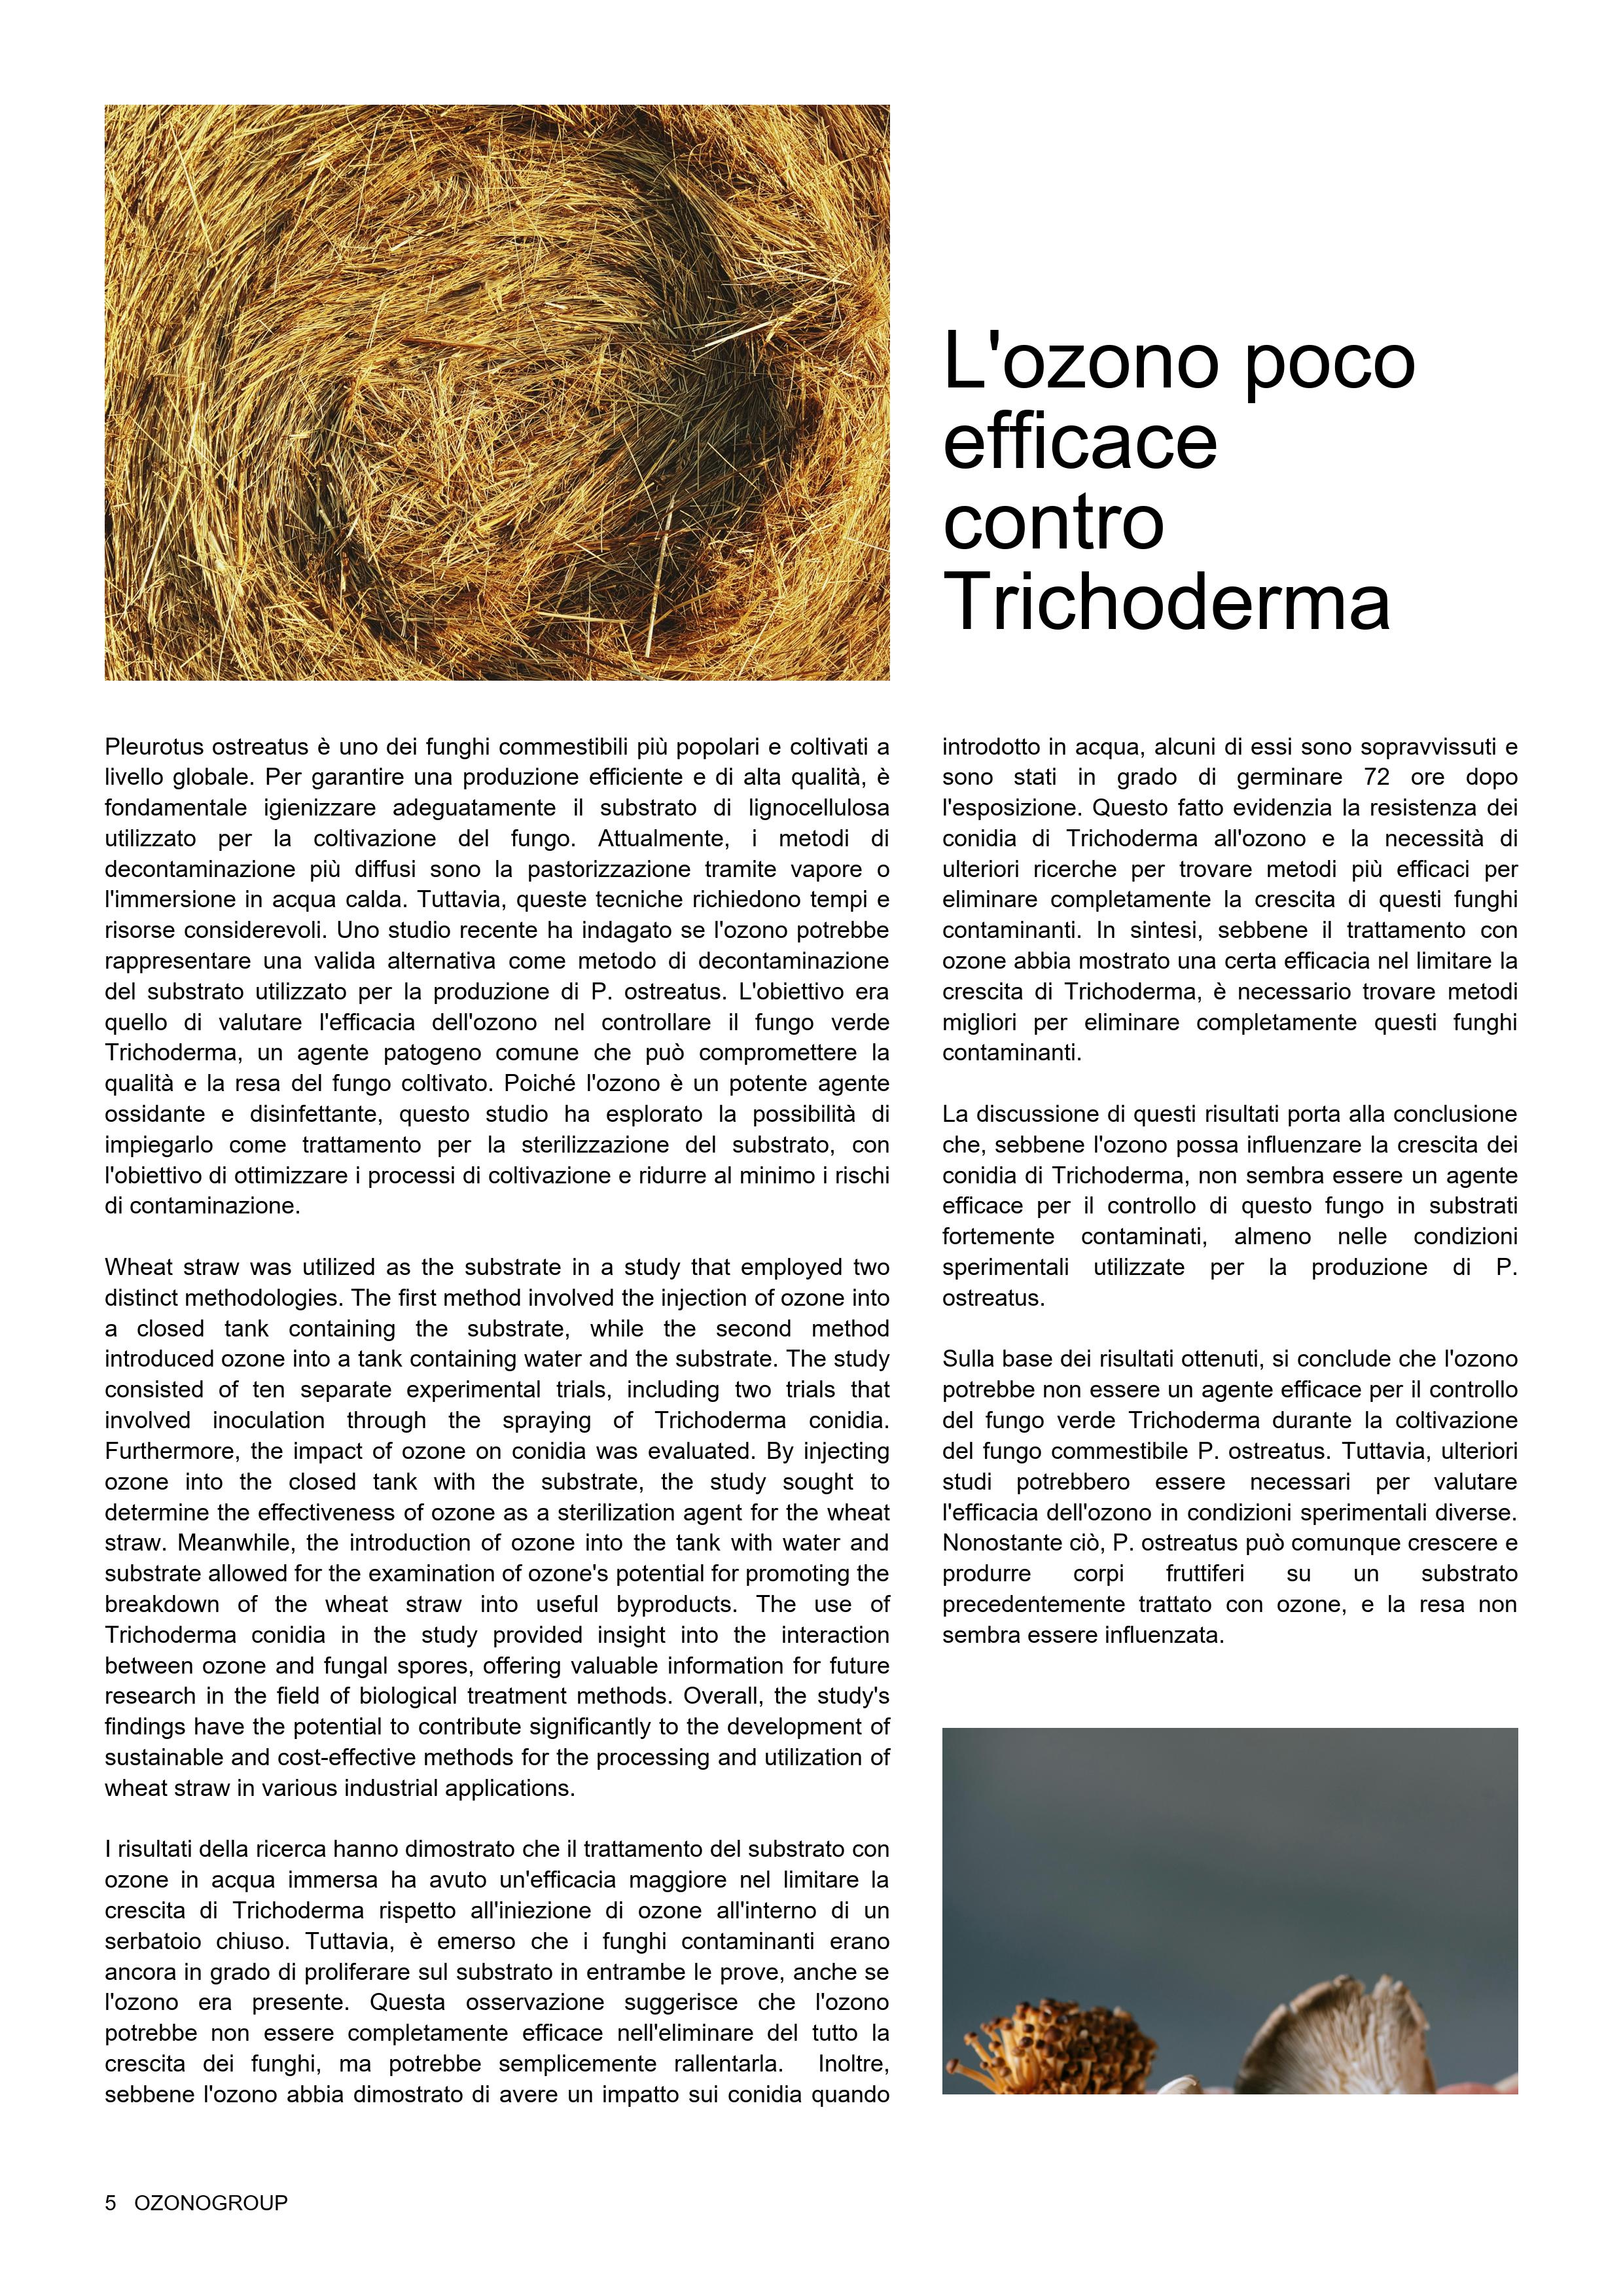 L'ozono poco
efficace
contro
Trichoderma
Pleurotus ostreatus è uno dei funghi commestibili più popolari e coltivati a
livello globale. Per garantire una produzione efficiente e di alta qualità, è
fondamentale igienizzare adeguatamente il substrato di lignocellulosa
utilizzato per la coltivazione del fungo. Attualmente, i metodi di
decontaminazione più diffusi sono la pastorizzazione tramite vapore o
l'immersione in acqua calda. Tuttavia, queste tecniche richiedono tempi e
risorse considerevoli. Uno studio recente ha indagato se l'ozono potrebbe
rappresentare una valida alternativa come metodo di decontaminazione
del substrato utilizzato per la produzione di P. ostreatus. L'obiettivo era
quello di valutare l'efficacia dell'ozono nel controllare il fungo verde
Trichoderma, un agente patogeno comune che può compromettere la
qualità e la resa del fungo coltivato. Poiché l'ozono è un potente agente
ossidante e disinfettante, questo studio ha esplorato la possibilità di
impiegarlo come trattamento per la sterilizzazione del substrato, con
l'obiettivo di ottimizzare i processi di coltivazione e ridurre al minimo i rischi
di contaminazione.
Wheat straw was utilized as the substrate in a study that employed two
distinct methodologies. The first method involved the injection of ozone into
a closed tank containing the substrate, while the second method
introduced ozone into a tank containing water and the substrate. The study
consisted of ten separate experimental trials, including two trials that
involved inoculation through the spraying of Trichoderma conidia.
Furthermore, the impact of ozone on conidia was evaluated. By injecting
ozone into the closed tank with the substrate, the study sought to
determine the effectiveness of ozone as a sterilization agent for the wheat
straw. Meanwhile, the introduction of ozone into the tank with water and
substrate allowed for the examination of ozone's potential for promoting the
breakdown of the wheat straw into useful byproducts. The use of
Trichoderma conidia in the study provided insight into the interaction
between ozone and fungal spores, offering valuable information for future
research in the field of biological treatment methods. Overall, the study's
findings have the potential to contribute significantly to the development of
sustainable and cost-effective methods for the processing and utilization of
wheat straw in various industrial applications.
I risultati della ricerca hanno dimostrato che il trattamento del substrato con
ozone in acqua immersa ha avuto un'efficacia maggiore nel limitare la
crescita di Trichoderma rispetto all'iniezione di ozone all'interno di un
serbatoio chiuso. Tuttavia, è emerso che i funghi contaminanti erano
ancora in grado di proliferare sul substrato in entrambe le prove, anche se
l'ozono era presente. Questa osservazione suggerisce che l'ozono
potrebbe non essere completamente efficace nell'eliminare del tutto la
crescita dei funghi, ma potrebbe semplicemente rallentarla. Inoltre,
sebbene l'ozono abbia dimostrato di avere un impatto sui conidia quando
introdotto in acqua, alcuni di essi sono sopravvissuti e
sono stati in grado di germinare 72 ore dopo
l'esposizione. Questo fatto evidenzia la resistenza dei
conidia di Trichoderma all'ozono e la necessità di
ulteriori ricerche per trovare metodi più efficaci per
eliminare completamente la crescita di questi funghi
contaminanti. In sintesi, sebbene il trattamento con
ozone abbia mostrato una certa efficacia nel limitare la
crescita di Trichoderma, è necessario trovare metodi
migliori per eliminare completamente questi funghi
contaminanti.
La discussione di questi risultati porta alla conclusione
che, sebbene l'ozono possa influenzare la crescita dei
conidia di Trichoderma, non sembra essere un agente
efficace per il controllo di questo fungo in substrati
fortemente contaminati, almeno nelle condizioni
sperimentali utilizzate per la produzione di P.
ostreatus.
Sulla base dei risultati ottenuti, si conclude che l'ozono
potrebbe non essere un agente efficace per il controllo
del fungo verde Trichoderma durante la coltivazione
del fungo commestibile P. ostreatus. Tuttavia, ulteriori
studi potrebbero essere necessari per valutare
l'efficacia dell'ozono in condizioni sperimentali diverse.
Nonostante ciò, P. ostreatus può comunque crescere e
produrre corpi fruttiferi su un substrato
precedentemente trattato con ozone, e la resa non
sembra essere influenzata.
5 OZONOGROUP